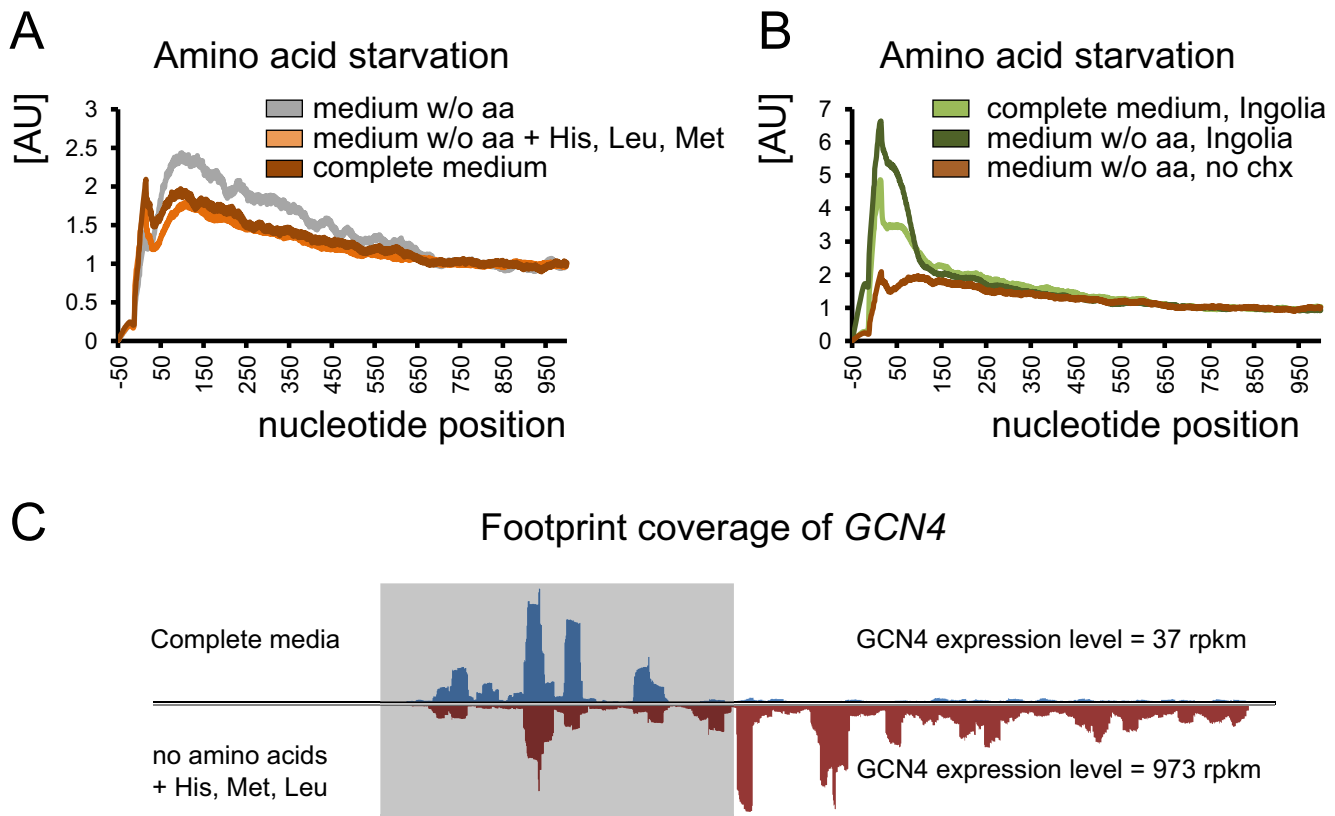 A
Amino acid starvation
[AU]
medium w/o aa
medium w/o aa + His, Leu, Met
complete medium
3
2.5
2
1.5
1
0.5
0
-50
50
150
250
350
450
550
650
750
850
950
nucleotide position
B
Amino acid starvation
[AU]
complete medium, Ingolia
medium w/o aa, Ingolia
medium w/o aa, no chx
7
6
5
4
3
2
1
0
-50
50
150
250
350
450
550
650
750
850
950
nucleotide position
C
Footprint coverage of GCN4
Complete media
GCN4 expression level = 37 rpkm
no amino acids
+ His, Met, Leu
GCN4 expression level = 973 rpkm